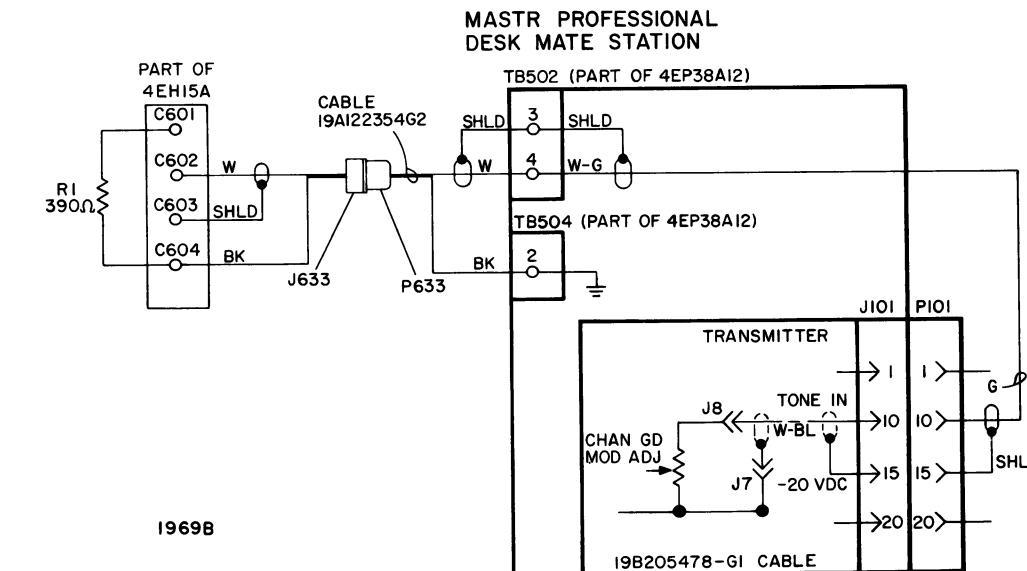 MASTR PROFESSIONAL
DESK MATE STATION
PART OF
4EH15A
TB502 (PART OF 4EP38A12)
CABLE
19A122354G2
C601
C602
C603
C604
W
SHLD
BK
R1
390Ω
J633
P633
SHLD
3
SHLD
W
4
W-G
TB504 (PART OF 4EP38A12)
BK
2
J101
P101
TRANSMITTER
1
1
G
TONE IN
J8
10
10
W-BL
CHAN GD
MOD ADJ
SHL
J7
-20 VDC
15
15
20
20
1969B
19B205478-G1 CABLE